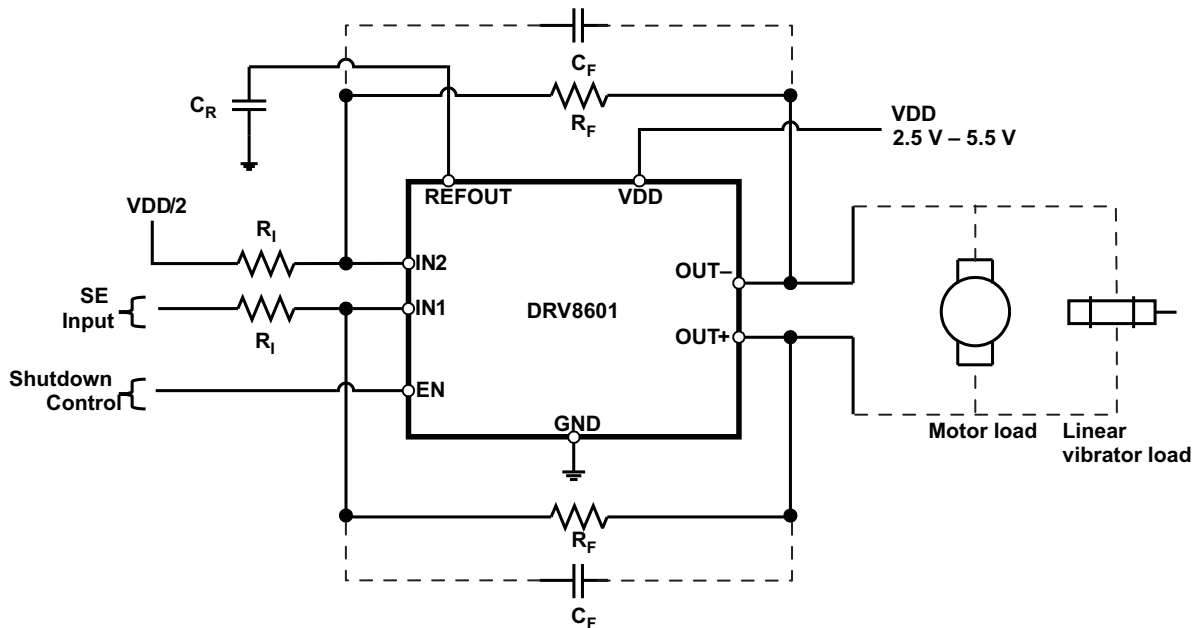 CF
CR
RF
VDD
2.5 V – 5.5 V
REFOUT
VDD
VDD/2
RI
IN2
OUT–
SE
Input
IN1
DRV8601
RI
OUT+
Shutdown
Control
EN
GND
Motor load
Linear
vibrator load
RF
CF